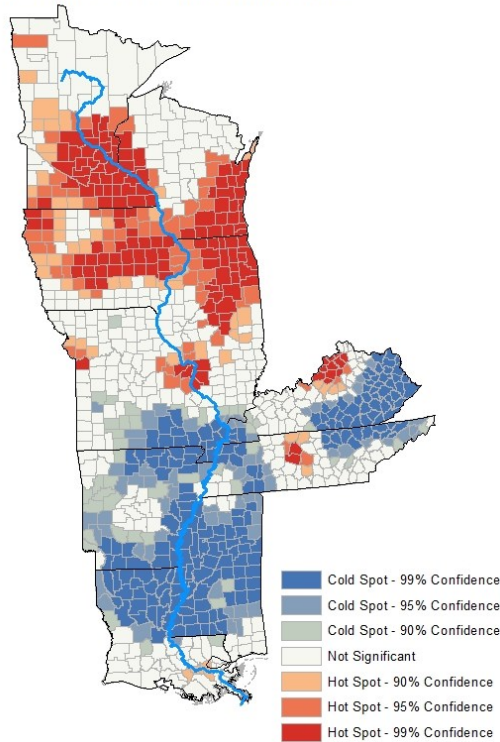 Cold Spot - 99% Confidence
Cold Spot - 95% Confidence
Cold Spot - 90% Confidence
Not Significant
Hot Spot - 90% Confidence
Hot Spot - 95% Confidence
Hot Spot - 99% Confidence